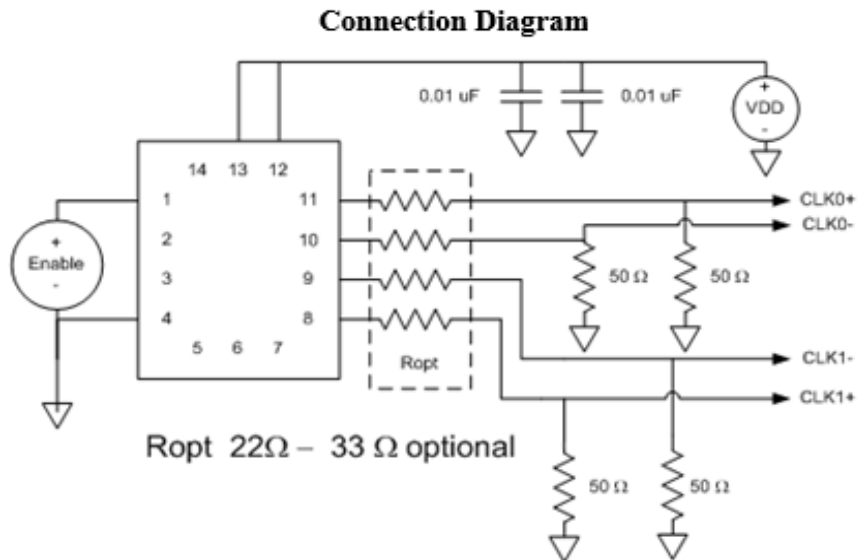 Connection Diagram
0.01 uF
0.01 uF
+
VDD
-
14 13 12
1
11
CLK0+
CLK0-
2
10
+
Enable
-
50 Ω
50 Ω
3
9
4
8
5 6 7
Ropt
CLK1-
CLK1+
Ropt 22Ω – 33 Ω optional
50 Ω
50 Ω